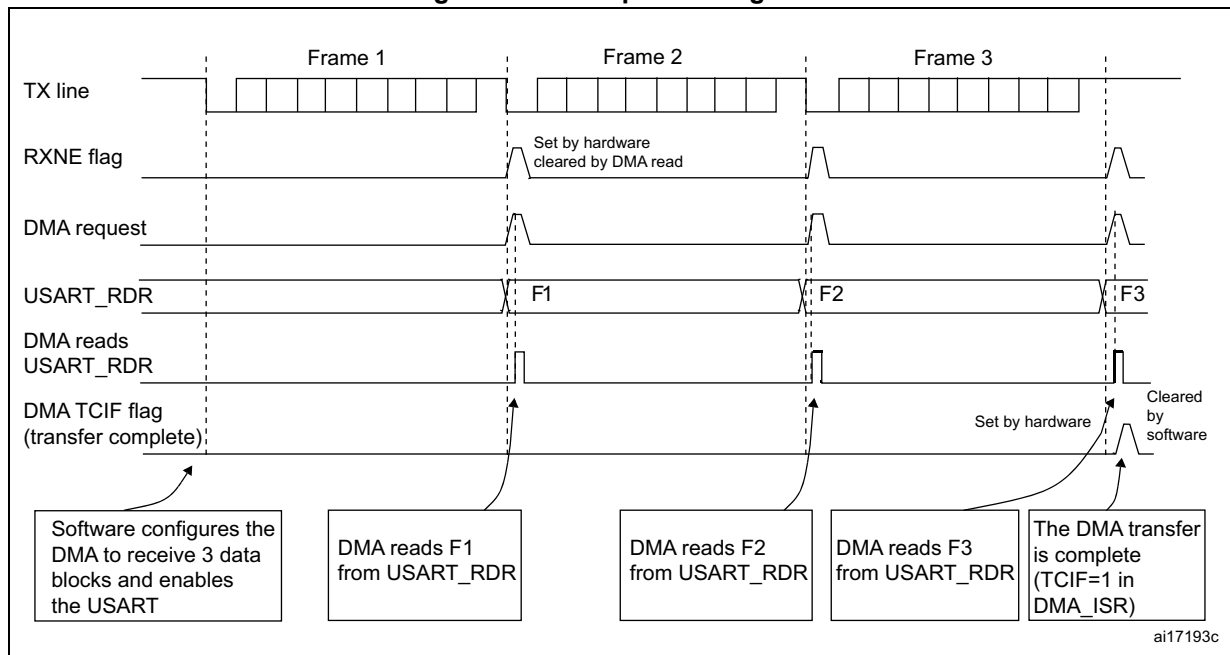 Frame 1
Frame 2
Frame 3
TX line
Set by hardware
cleared by DMA read
RXNE flag
DMA request
USART_RDR
F1
F2
F3
DMA reads
USART_RDR
DMA TCIF flag
(transfer complete)
Set by hardware
Cleared
by
software
Software configures the
DMA to receive 3 data
blocks and enables
the USART
DMA reads F1
from USART_RDR
DMA reads F2
from USART_RDR
DMA reads F3
from USART_RDR
The DMA transfer
is complete
(TCIF=1 in
DMA_ISR)
ai17193c